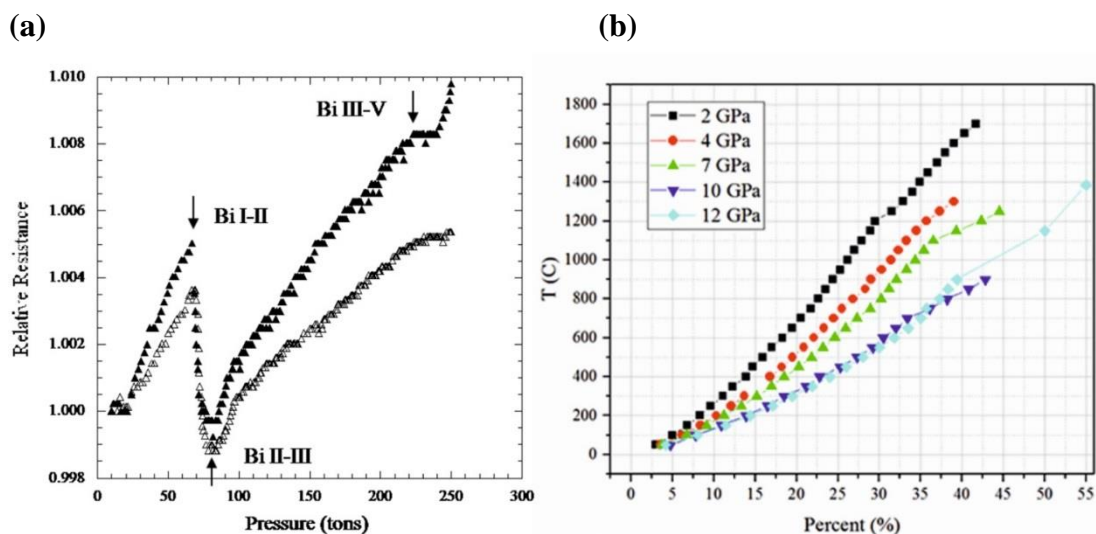 (a)
(b)
1.010
1.008
1.006
1.004
1.002
1.000
0.998
Relative Resistance
Bi III-V
Bi I-II
Bi II-III
0 50 100 150 200 250 300
Pressure (tons)
1800
1600
1400
1200
1000
800
600
400
200
0
T (C)
2 GPa
4 GPa
7 GPa
10 GPa
12 GPa
0 5 10 15 20 25 30 35 40 45 50 55
Percent (%)